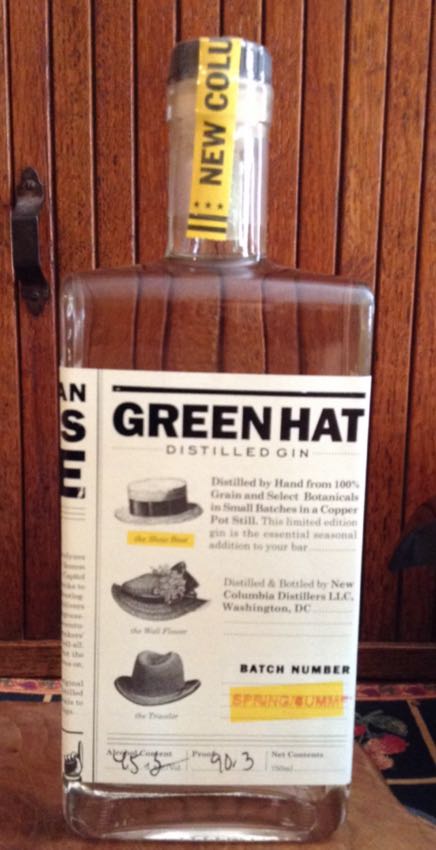 NEW COLU
AN
S
E
GREEN HAT
DISTILLED GIN
Distilled by Hand from 100%
Grain and Select Botanicals
in Small Batches in a Copper
Pot Still. This limited edition
gin is the essential seasonal
addition to your bar
the Show Boat
Distilled & Bottled by New
Columbia Distillers LLC,
Washington, DC
the Wall Flower
BATCH NUMBER
SPRING/SUMME
the Traveler
Alcohol Content Proof Net Contents
Vol 90.3 750ml